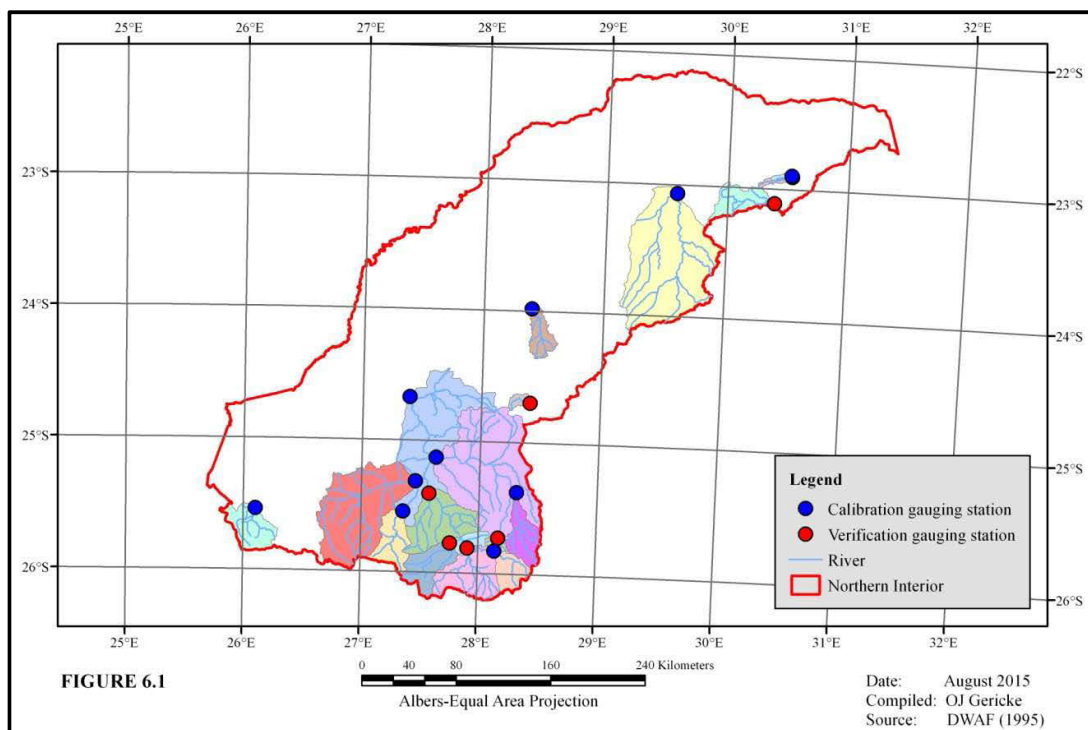 25°E 26°E 27°E 28°E 29°E 30°E 31°E 32°E
22°S
23°S
23°S
24°S
24°S
25°S
25°S
26°S
26°S
Legend
Calibration gauging station
Verification gauging station
River
Northern Interior
25°E 26°E 27°E 28°E 29°E 30°E 31°E 32°E
FIGURE 6.1
0 40 80 160 240 Kilometers
Albers-Equal Area Projection
Date: August 2015
Compiled: OJ Gericke
Source: DWAF (1995)